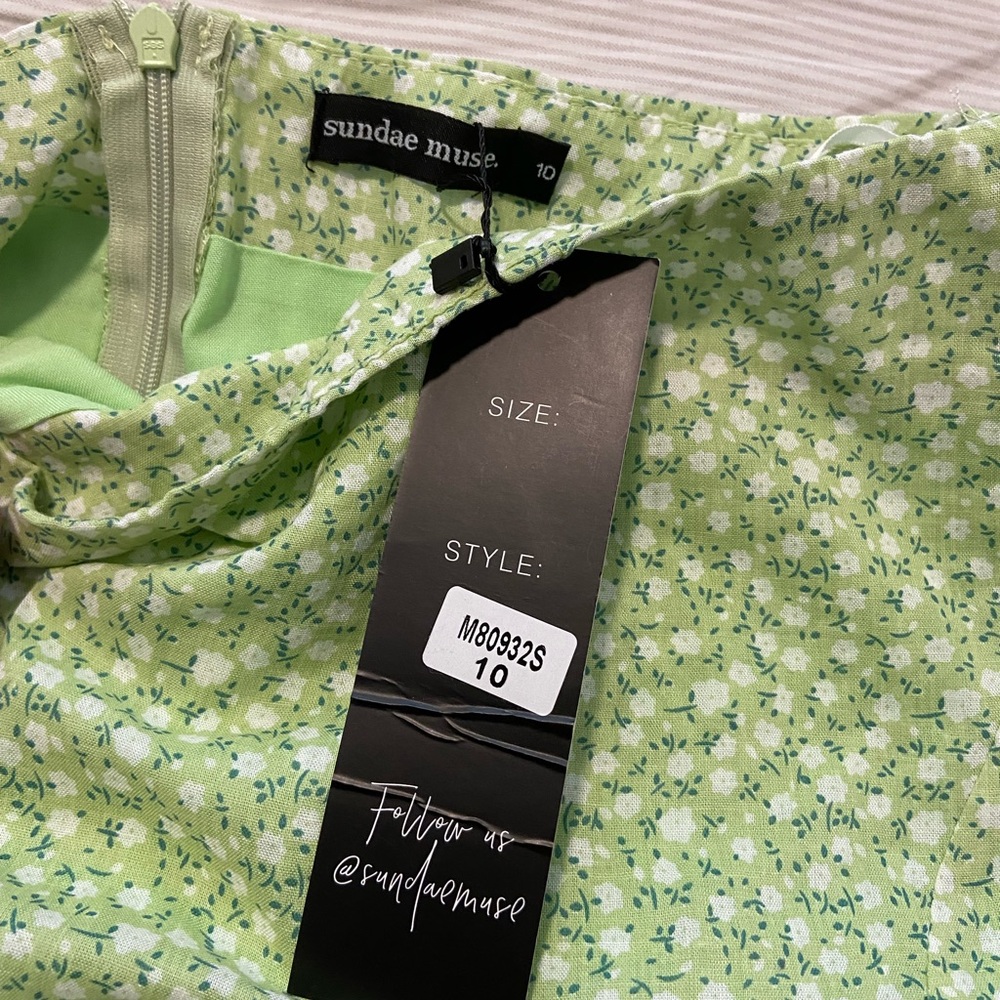 sundae muse. 10
SIZE:
STYLE:
M80932S
10
Follow us
@sundaemuse